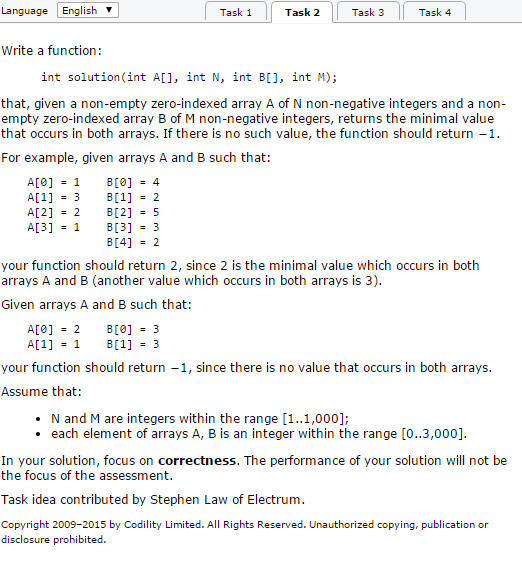 Language English ▼ Task 1 Task 2 Task 3 Task 4
Write a function:
int solution(int A[], int N, int B[], int M);
that, given a non-empty zero-indexed array A of N non-negative integers and a non-
empty zero-indexed array B of M non-negative integers, returns the minimal value
that occurs in both arrays. If there is no such value, the function should return −1.
For example, given arrays A and B such that:
A[0] = 1 B[0] = 4
A[1] = 3 B[1] = 2
A[2] = 2 B[2] = 5
A[3] = 1 B[3] = 3
B[4] = 2
your function should return 2, since 2 is the minimal value which occurs in both
arrays A and B (another value which occurs in both arrays is 3).
Given arrays A and B such that:
A[0] = 2 B[0] = 3
A[1] = 1 B[1] = 3
your function should return −1, since there is no value that occurs in both arrays.
Assume that:
• N and M are integers within the range [1..1,000];
• each element of arrays A, B is an integer within the range [0..3,000].
In your solution, focus on correctness. The performance of your solution will not be
the focus of the assessment.
Task idea contributed by Stephen Law of Electrum.
Copyright 2009–2015 by Codility Limited. All Rights Reserved. Unauthorized copying, publication or
disclosure prohibited.